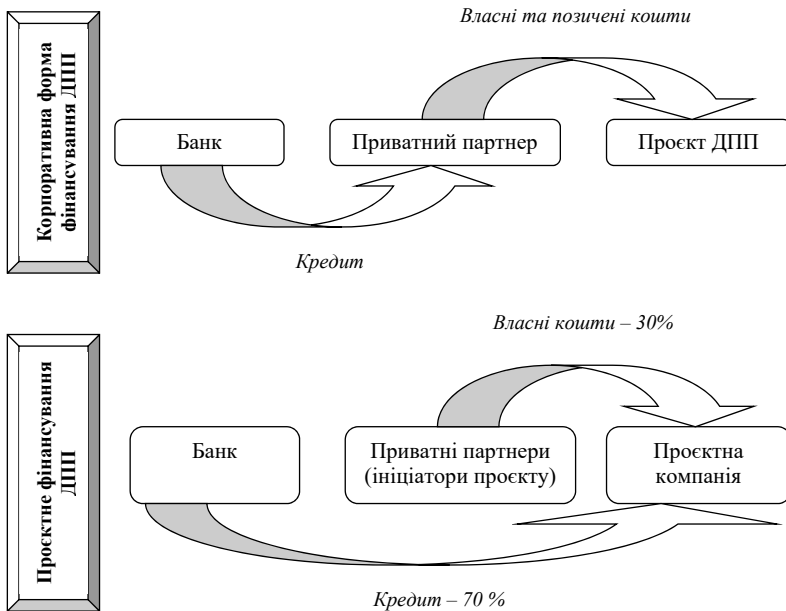 Власні та позичені кошти
Корпоративна форма
фінансування ДПП
Банк
Приватний партнер
Проєкт ДПП
Кредит
Власні кошти – 30%
Проєктне фінансування
ДПП
Банк
Приватні партнери
(ініціатори проєкту)
Проєктна
компанія
Кредит – 70 %